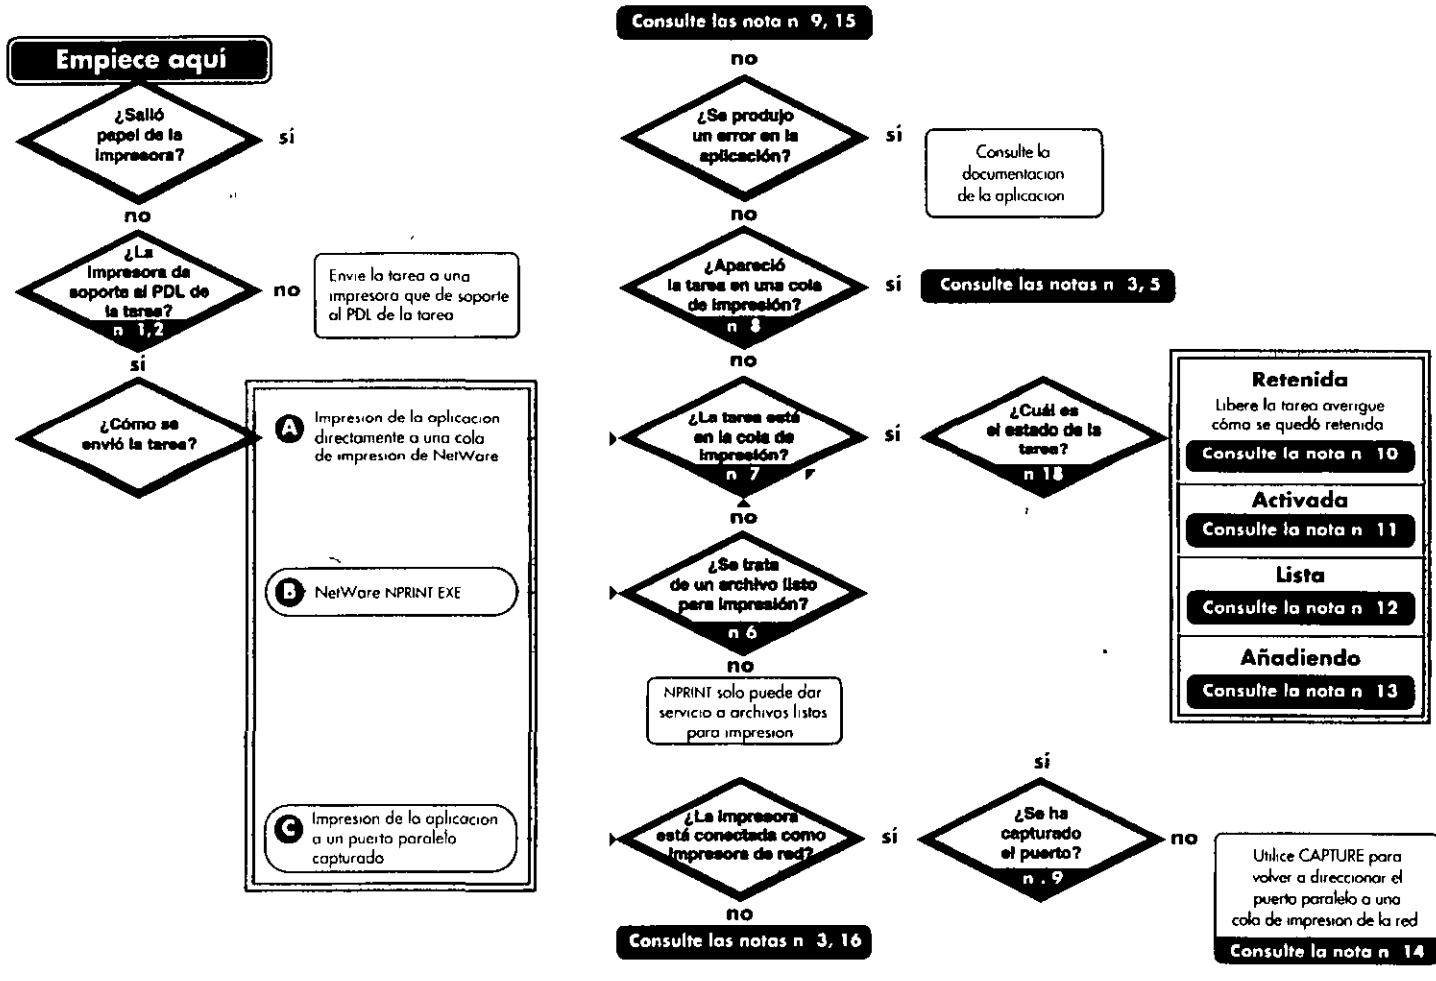 Empiece aquí
¿Salló
papel de la
impresora?
sí
no
¿La
Impresora da
soporte al PDL de
la tarea?
n 1,2
no
Envie la tarea a una
impresora que de soporte
al PDL de la tarea
sí
¿Cómo se
envió la tarea?
A Impresion de la aplicacion
directamente a una cola
de impresion de NetWare
B NetWare NPRINT EXE
C Impresion de la aplicacion
a un puerto paralelo
capturado
Consulte las nota n 9, 15
no
¿Se produjo
un error en la
aplicación?
sí
Consulte la
documentacion
de la aplicacion
no
¿Apareció
la tarea en una cola
de impresión?
n 8
sí
Consulte las notas n 3, 5
no
¿La tarea está
en la cola de
impresión?
n 7
sí
¿Cuál es
el estado de la
tarea?
n 18
Retenida
Libere la tarea averigue
cómo se quedó retenida
Consulte la nota n 10
Activada
Consulte la nota n 11
Lista
Consulte la nota n 12
Añadiendo
Consulte la nota n 13
no
¿Se trata
de un archivo listo
para impresión?
n 6
no
NPRINT solo puede dar
servicio a archivos listos
para impresion
¿La impresora
está conectada como
impresora de red?
sí
no
Consulte las notas n 3, 16
sí
¿Se ha
capturado
el puerto?
n . 9
no
Utilice CAPTURE para
volver a direccionar el
puerto paralelo a una
cola de impresion de la red
Consulte la nota n 14